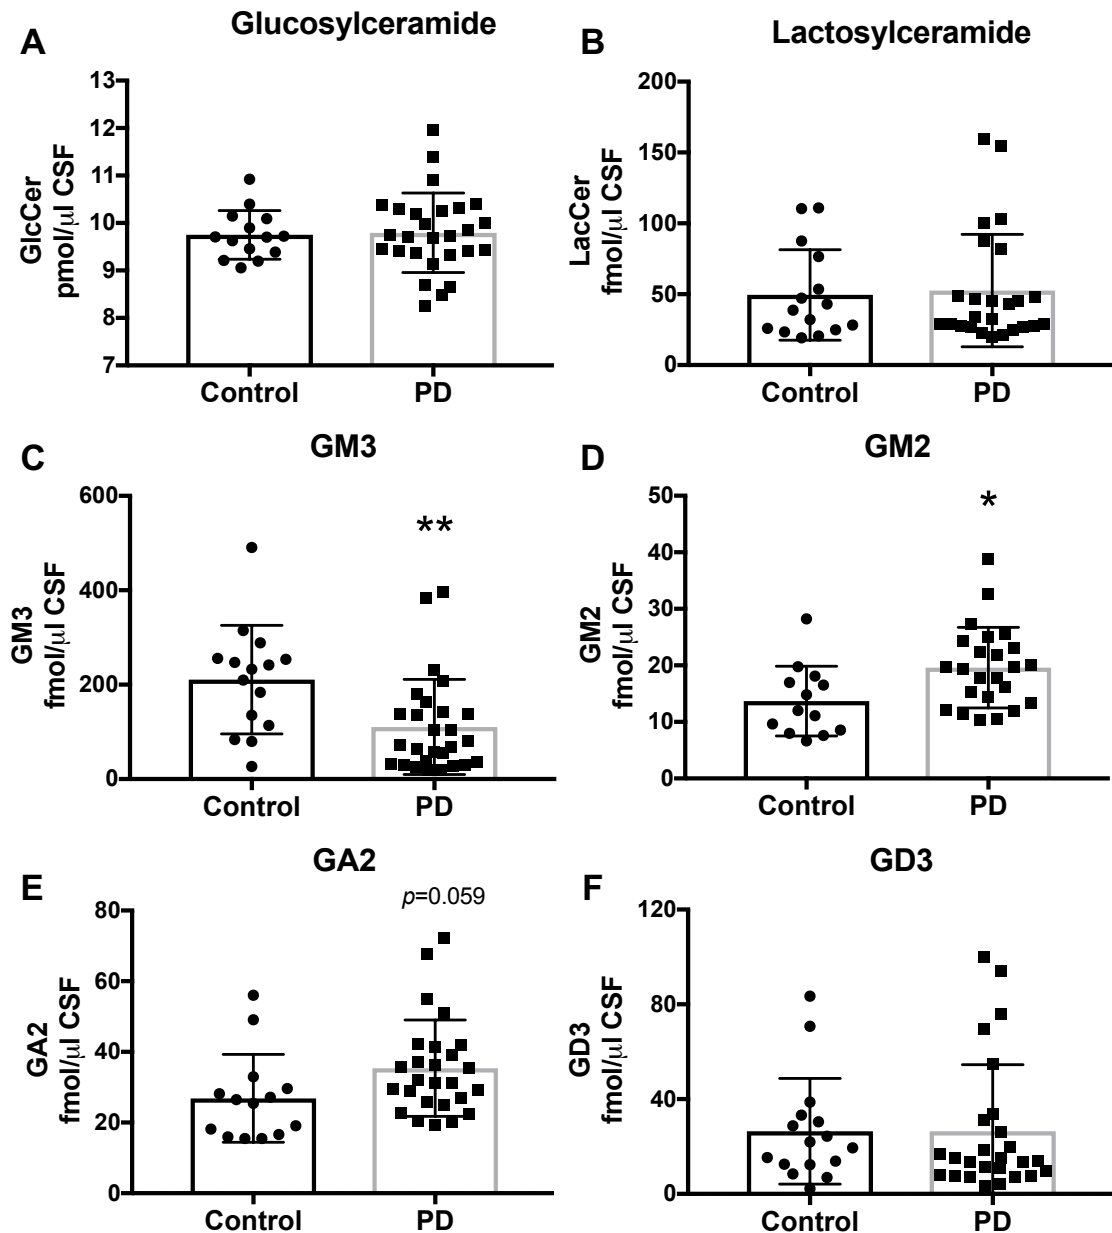 A
Glucosylceramide
GlcCer
pmol/μl CSF
13
12
11
10
9
8
7
Control
PD
B
Lactosylceramide
LacCer
fmol/μl CSF
200
150
100
50
0
Control
PD
C
GM3
GM3
fmol/μl CSF
600
400
200
0
**
Control
PD
D
GM2
GM2
fmol/μl CSF
50
40
30
20
10
0
*
Control
PD
E
GA2
GA2
fmol/μl CSF
80
60
40
20
0
p=0.059
Control
PD
F
GD3
GD3
fmol/μl CSF
120
80
40
0
Control
PD